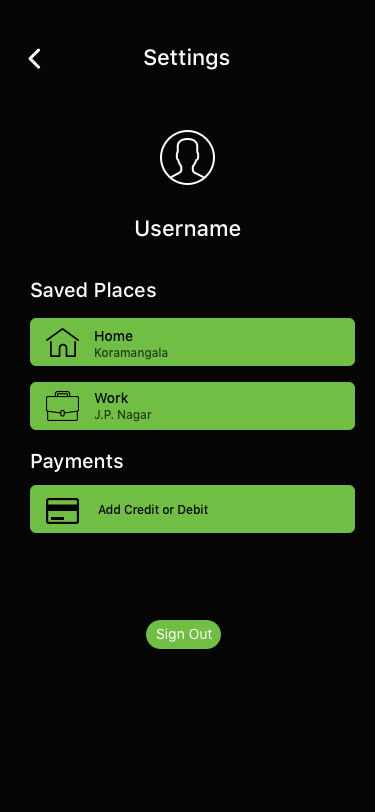 Settings
Username
Saved Places
Home
Koramangala
Work
J.P. Nagar
Payments
Add Credit or Debit
Sign Out